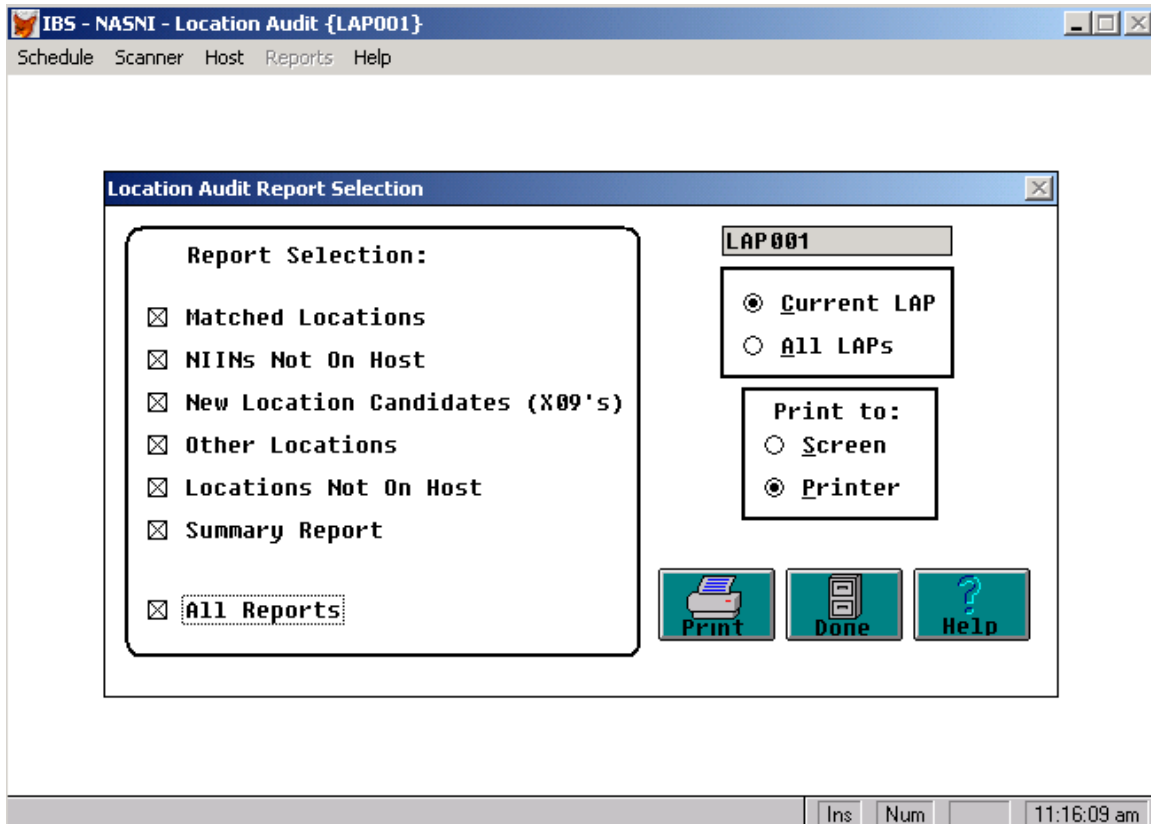 IBS - NASNI - Location Audit {LAP001}
Schedule Scanner Host Reports Help
Location Audit Report Selection
Report Selection:
Matched Locations
NIINs Not On Host
New Location Candidates (X09's)
Other Locations
Locations Not On Host
Summary Report
All Reports
LAP001
Current LAP
All LAPs
Print to:
Screen
Printer
Print Done Help
Ins Num 11:16:09 am